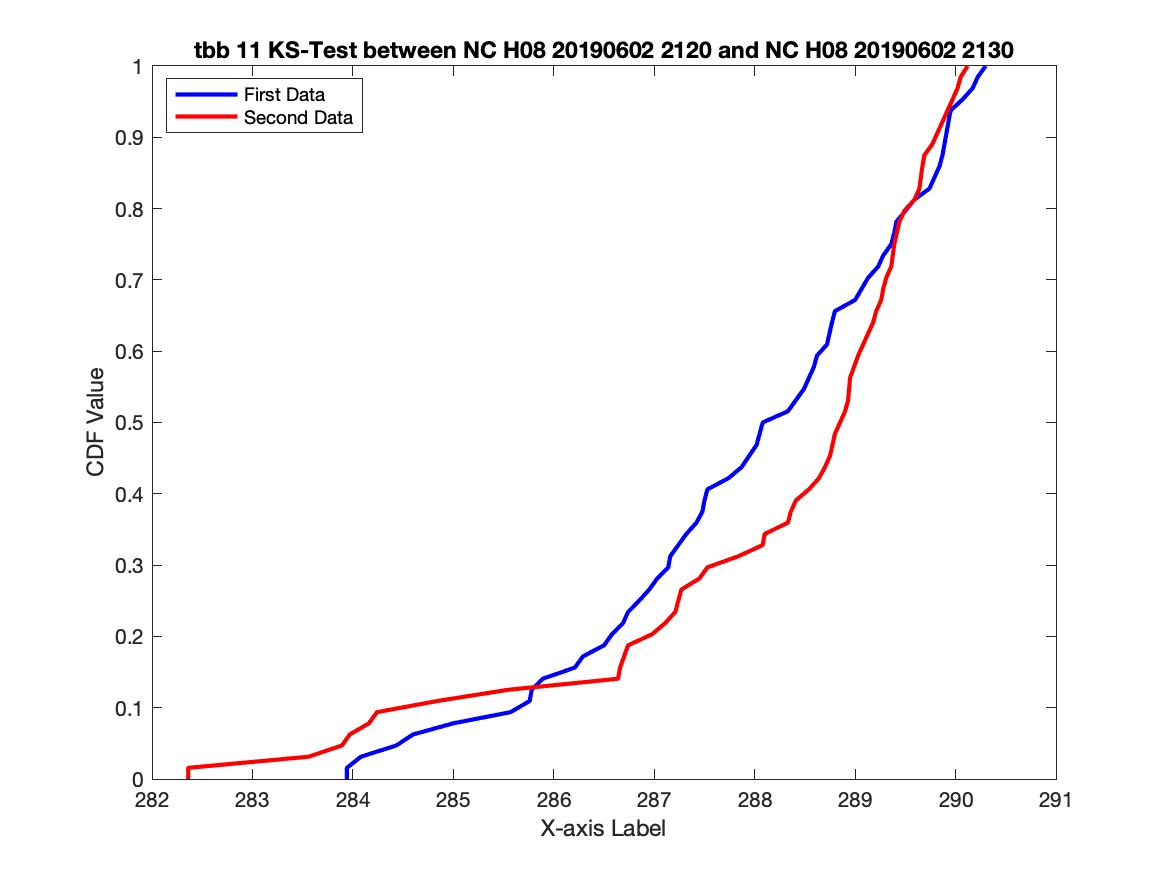 tbb 11 KS-Test between NC H08 20190602 2120 and NC H08 20190602 2130
First Data
Second Data
1
0.9
0.8
0.7
0.6
0.5
0.4
0.3
0.2
0.1
0
CDF Value
282 283 284 285 286 287 288 289 290 291
X-axis Label